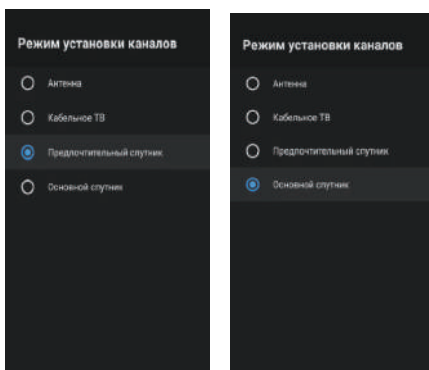 Режим установки каналов
Антенна
Кабельное ТВ
Предпочтительный спутник
Основной спутник
Режим установки каналов
Антенна
Кабельное ТВ
Предпочтительный спутник
Основной спутник